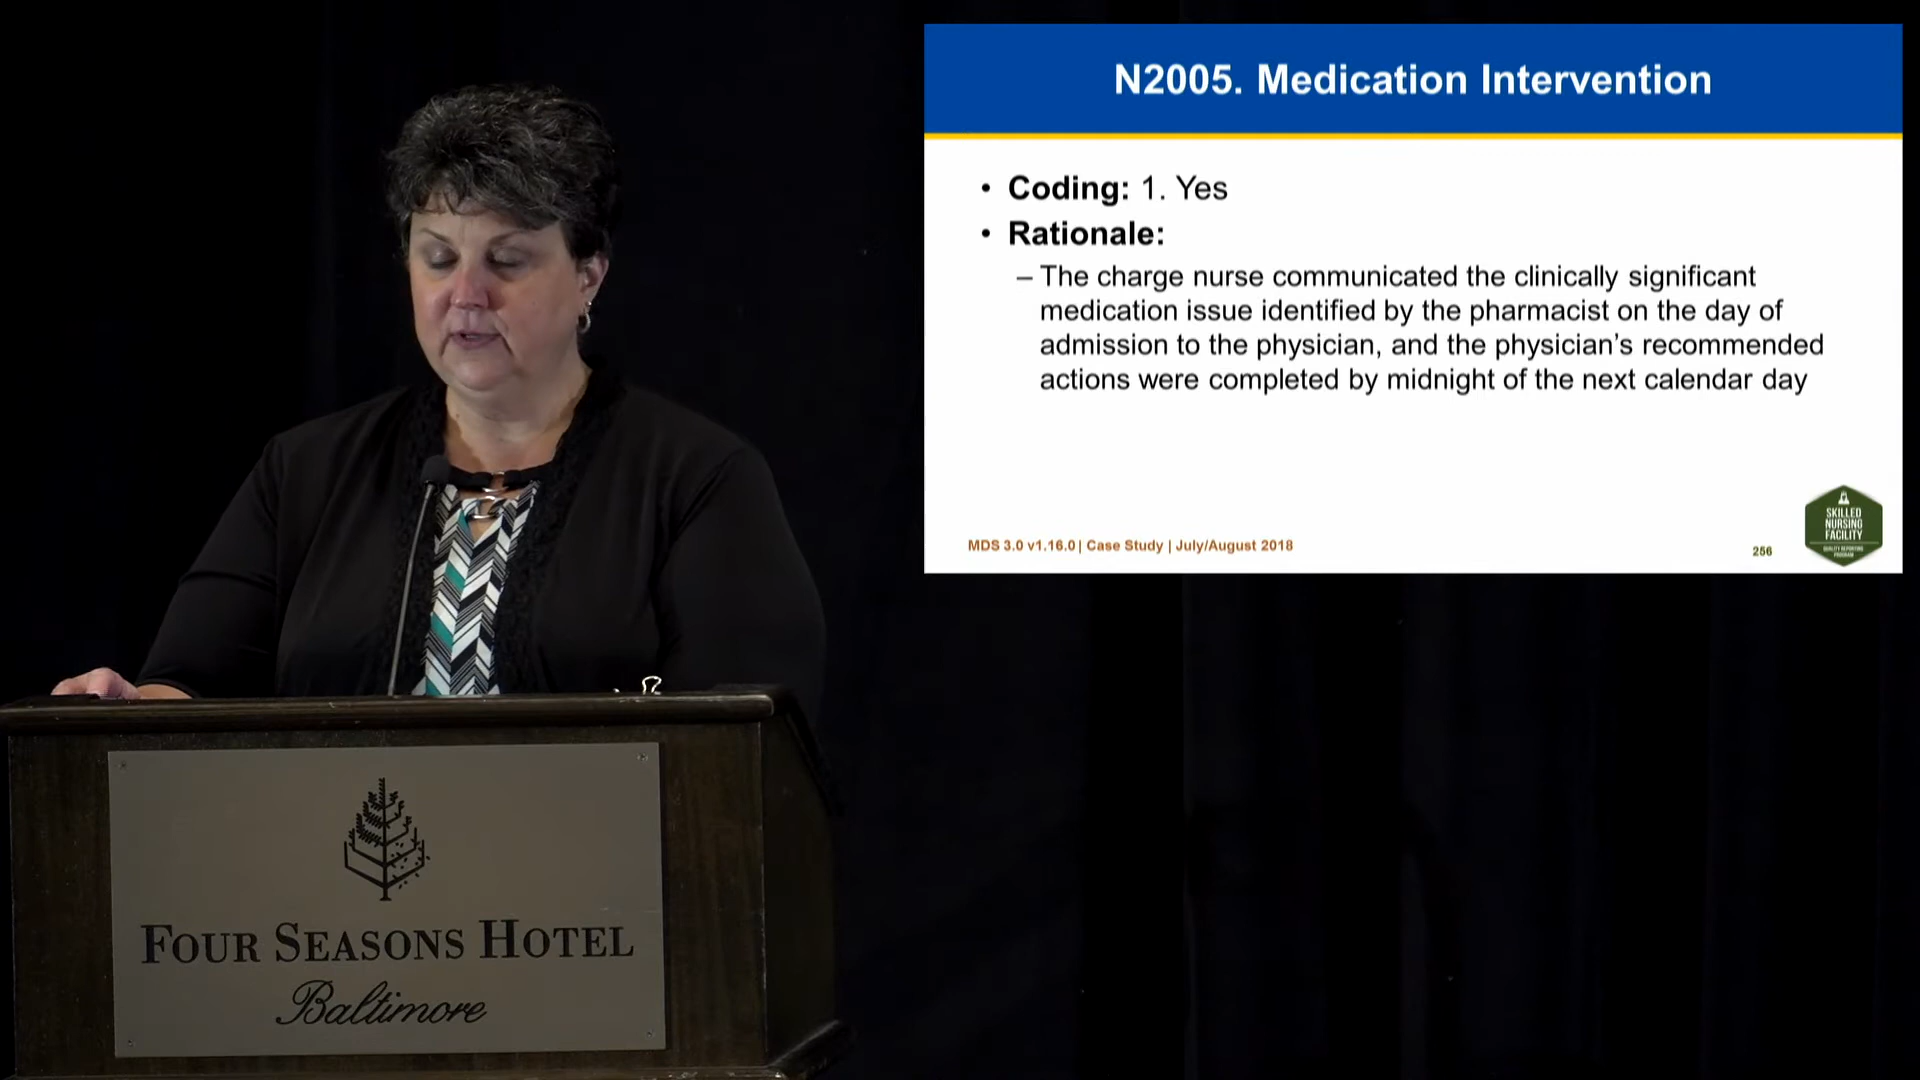 N2005. Medication Intervention
• Coding: 1. Yes
• Rationale:
– The charge nurse communicated the clinically significant
medication issue identified by the pharmacist on the day of
admission to the physician, and the physician’s recommended
actions were completed by midnight of the next calendar day
MDS 3.0 v1.16.0 | Case Study | July/August 2018
256
SKILLED
NURSING
FACILITY
QUALITY REPORTING
PROGRAM
FOUR SEASONS HOTEL
Baltimore